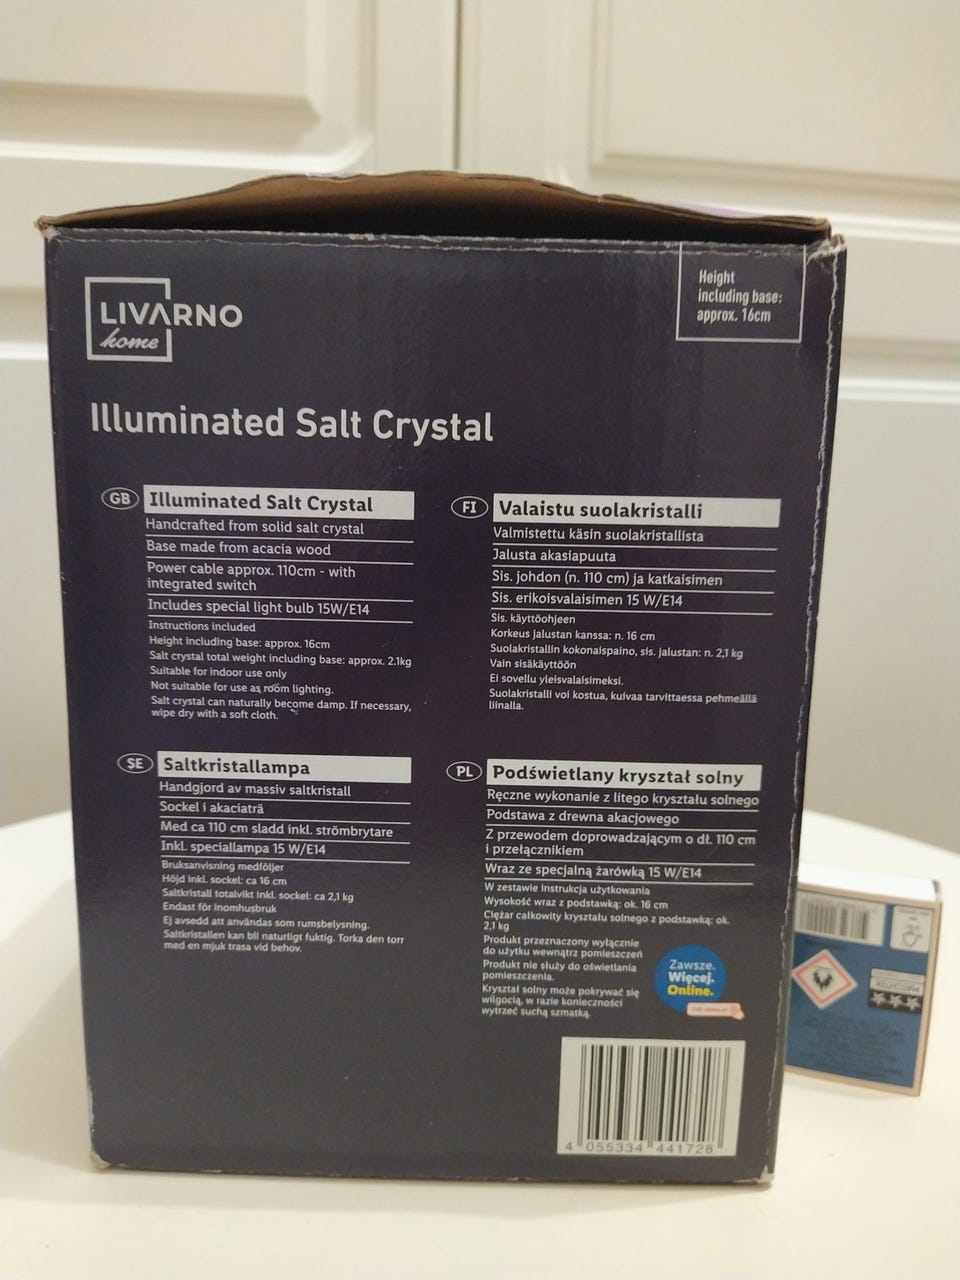 LIVARNO
home
Height
including base:
approx. 16cm
Illuminated Salt Crystal
GB
Illuminated Salt Crystal
Handcrafted from solid salt crystal
Base made from acacia wood
Power cable approx. 110cm - with
integrated switch
Includes special light bulb 15W/E14
Instructions included
Height including base: approx. 16cm
Salt crystal total weight including base: approx. 2.1kg
Suitable for indoor use only
Not suitable for use as room lighting.
Salt crystal can naturally become damp. If necessary,
wipe dry with a soft cloth.
FI
Valaistu suolakristalli
Valmistettu käsin suolakristallista
Jalusta akasiapuuta
Sis. johdon (n. 110 cm) ja katkaisimen
Sis. erikoisvalaisimen 15 W/E14
Sis. käyttöohjeen
Korkeus jalustan kanssa: n. 16 cm
Suolakristallin kokonaispaino, sis. jalustan: n. 2,1 kg
Vain sisäkäyttöön
Ei sovellu yleisvalaisimeksi.
Suolakristalli voi kostua, kuivaa tarvittaessa pehmeällä
liinalla.
SE
Saltkristallampa
Handgjord av massiv saltkristall
Sockel i akaciaträ
Med ca 110 cm sladd inkl. strömbrytare
Inkl. speciallampa 15 W/E14
Bruksanvisning medföljer
Höjd inkl. sockel: ca 16 cm
Saltkristall totalvikt inkl. sockel: ca 2,1 kg
Endast för inomhusbruk
Ej avsedd att användas som rumsbelysning.
Saltkristallen kan bli naturligt fuktig. Torka den torr
med en mjuk trasa vid behov.
PL
Podświetlany kryształ solny
Ręczne wykonanie z litego kryształu solnego
Podstawa z drewna akacjowego
Z przewodem doprowadzającym o dł. 110 cm
i przełącznikiem
Wraz ze specjalną żarówką 15 W/E14
W zestawie instrukcja użytkowania
Wysokość wraz z podstawką: ok. 16 cm
Ciężar całkowity kryształu solnego z podstawką: ok.
2,1 kg
Produkt przeznaczony wyłącznie
do użytku wewnątrz pomieszczeń
Produkt nie służy do oświetlania
pomieszczenia.
Kryształ solny może pokrywać się
wilgocią, w razie konieczności
wytrzeć suchą szmatką.
Zawsze.
Więcej.
Online.
4 055334 441728